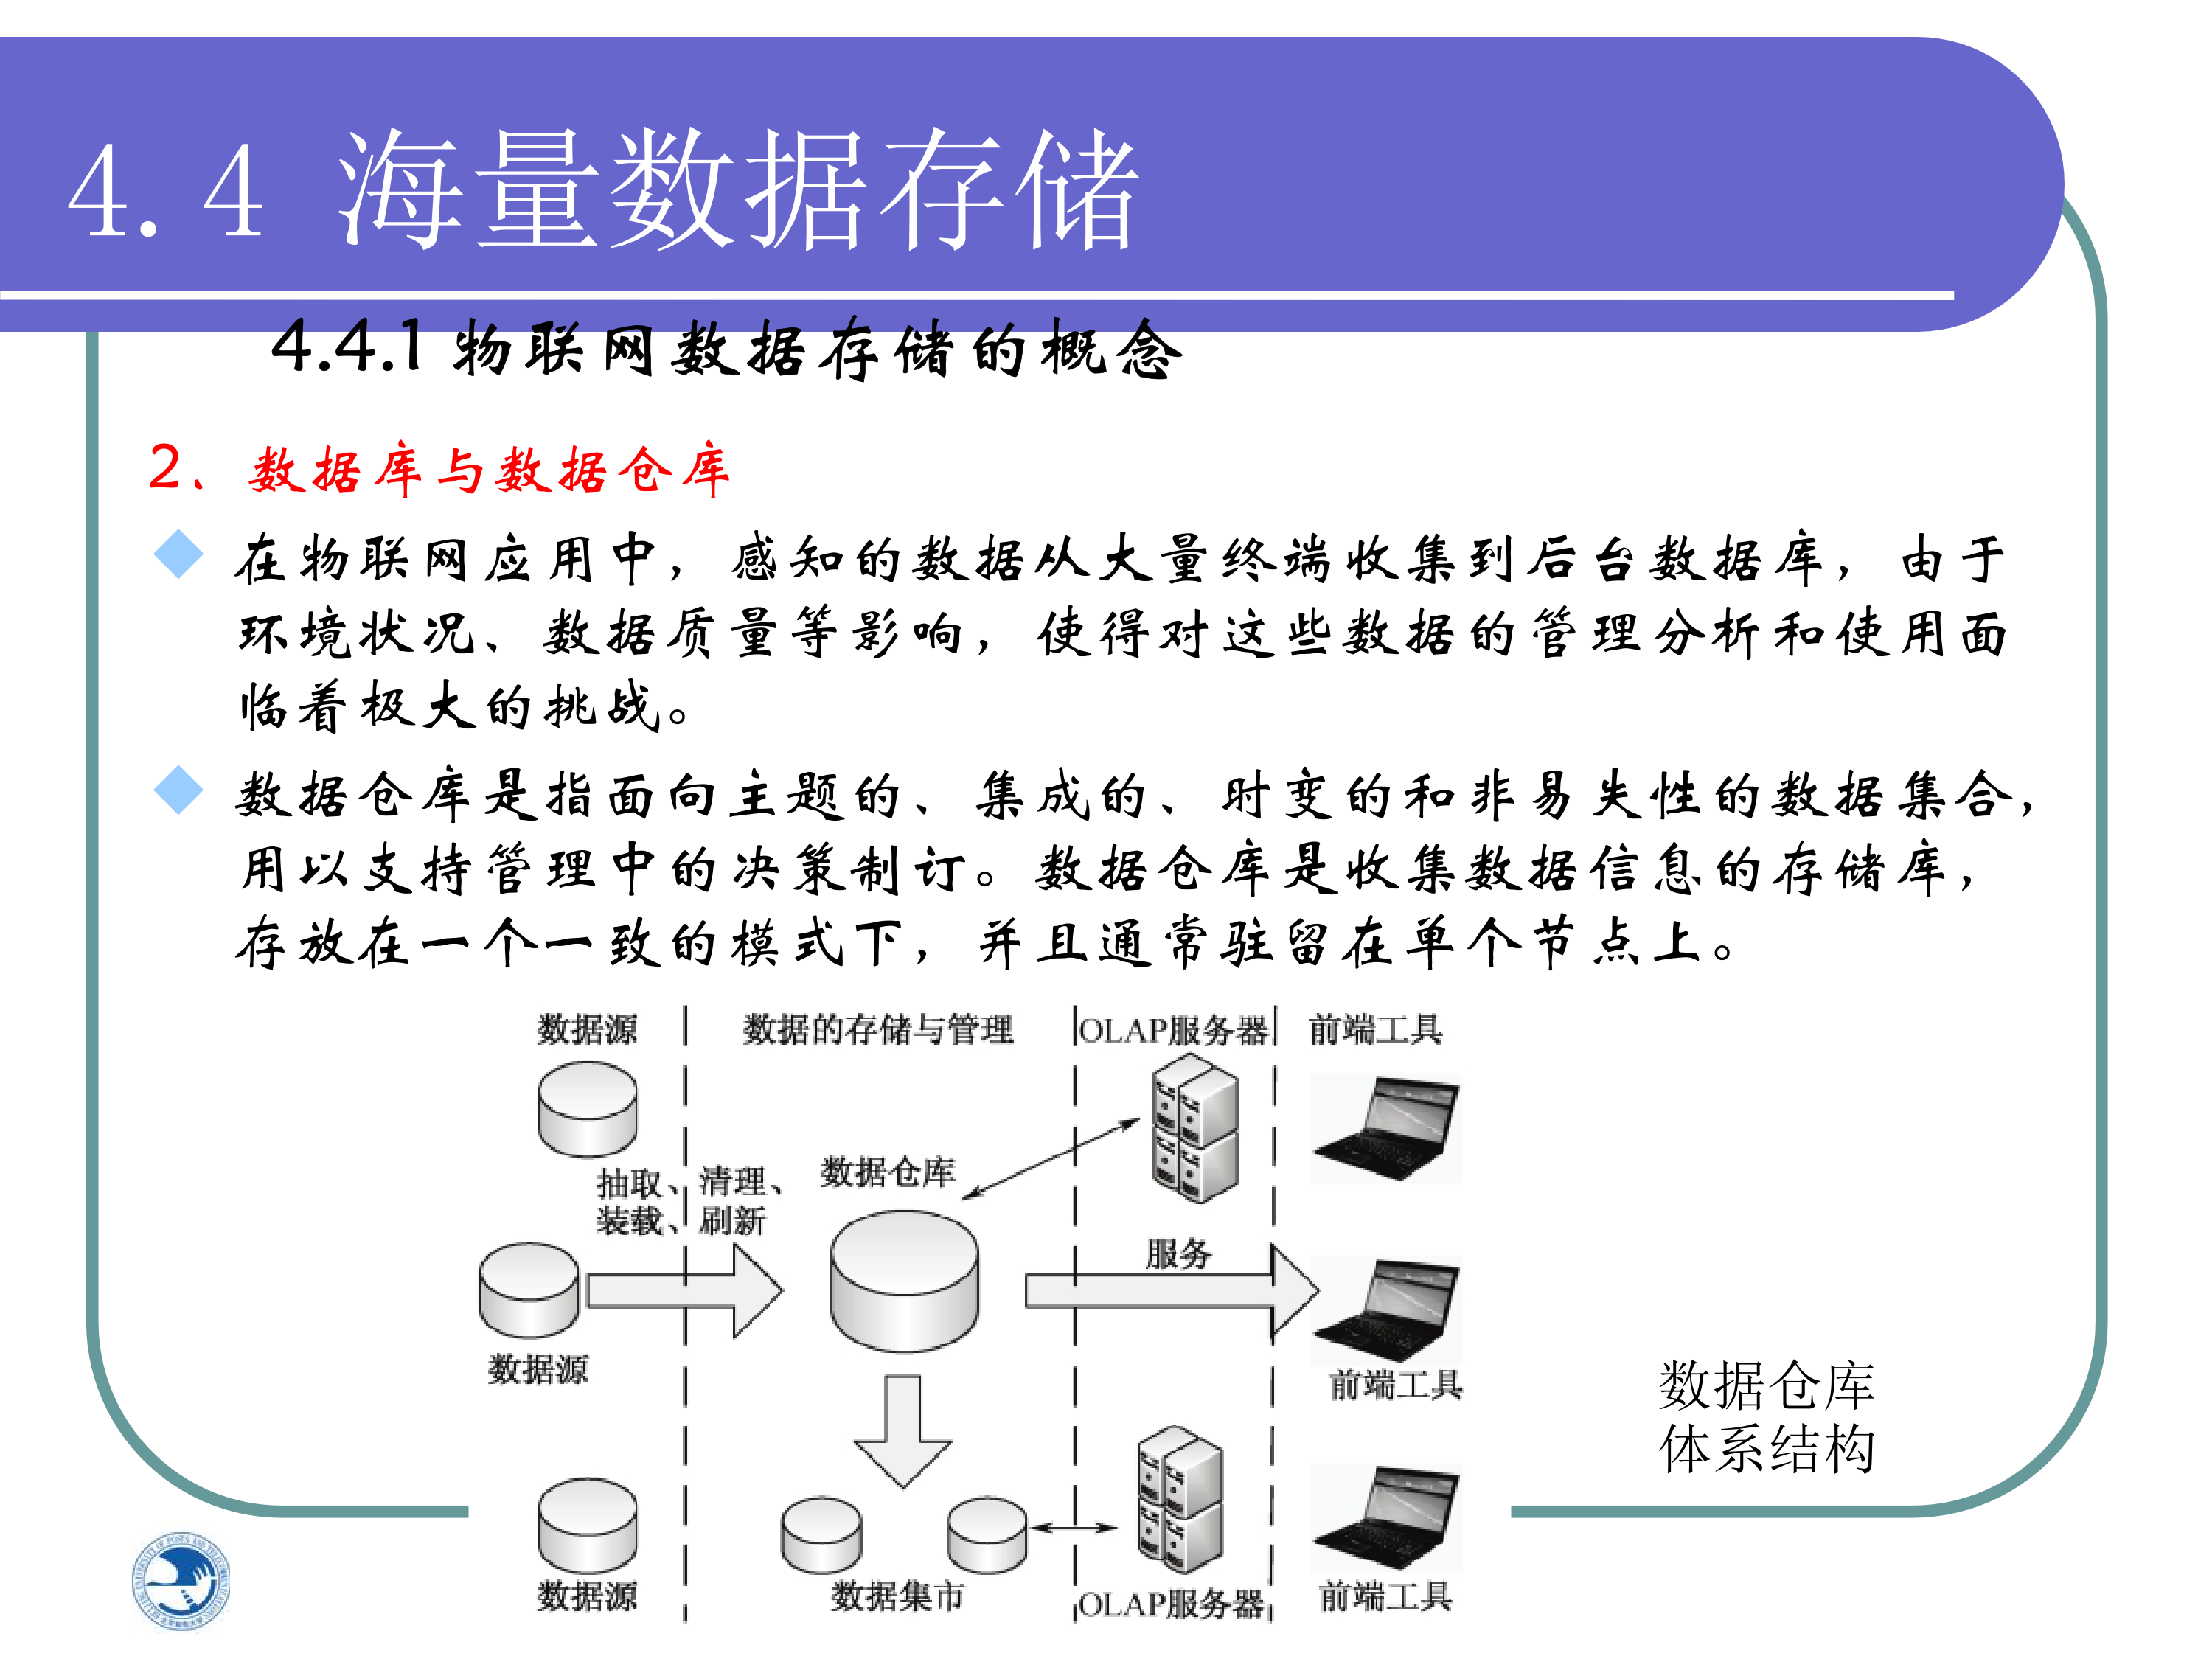 4.4 海量数据存储
4.4.1物联网数据存储的概念
2、数据库与数据仓库
在物联网应用中，感知的数据从大量终端收集到后台数据库，由于
环境状况、数据质量等影响，使得对这些数据的管理分析和使用面
临着极大的挑战。
数据仓库是指面向主题的、集成的、时变的和非易失性的数据集合，
用以支持管理中的决策制订。数据仓库是收集数据信息的存储库，
存放在一个一致的模式下，并且通常驻留在单个节点上。
数据源 数据的存储与管理 OLAP服务器 前端工具
数据仓库
抽取、清理、
装载、刷新
服务
数据源
前端工具
数据仓库
体系结构
数据源 数据集市 OLAP服务器 前端工具